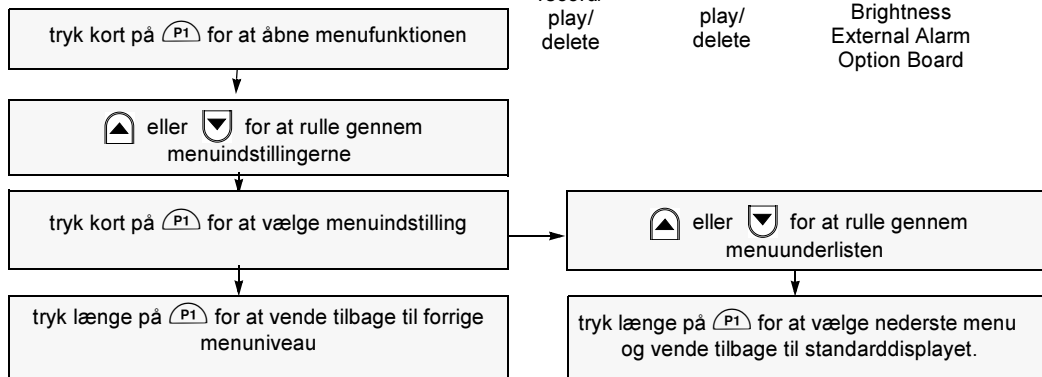 play/
delete
play/
delete
Brightness
External Alarm
Option Board
tryk kort på P1 for at åbne menufunktionen
eller for at rulle gennem
menuindstillingerne
tryk kort på P1 for at vælge menuindstilling
eller for at rulle gennem
menuunderlisten
tryk længe på P1 for at vende tilbage til forrige
menuniveau
tryk længe på P1 for at vælge nederste menu
og vende tilbage til standarddisplayet.